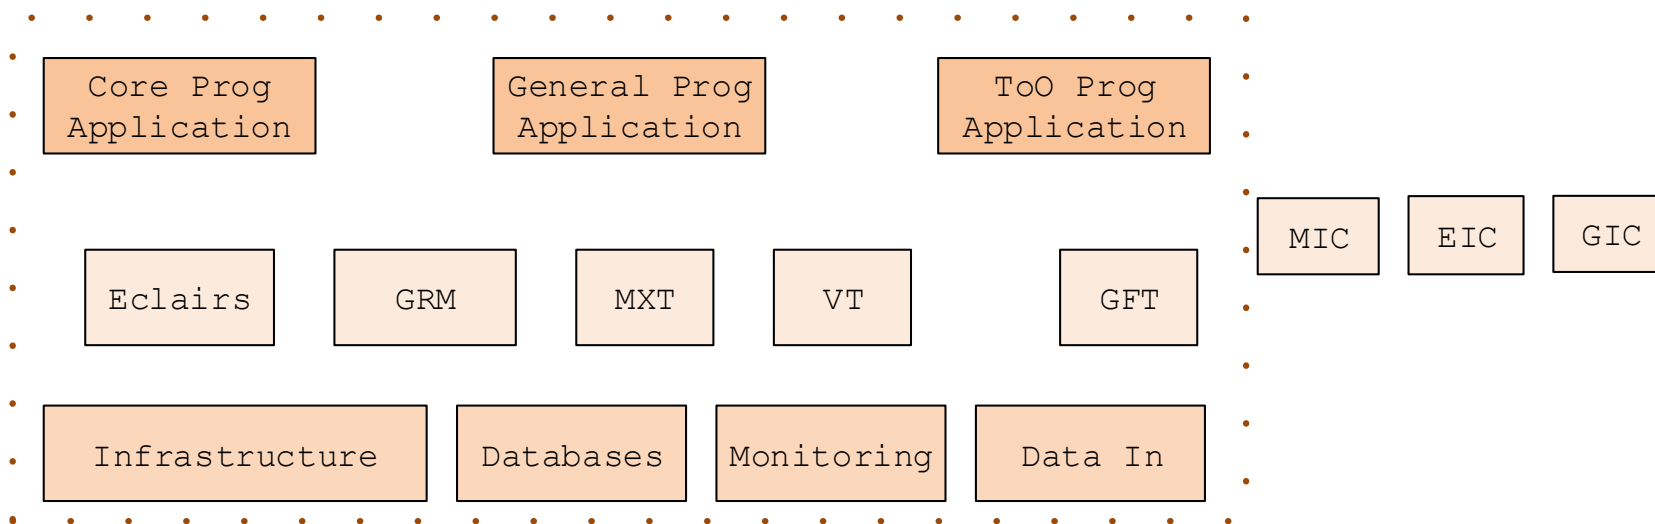 Core Prog
Application
General Prog
Application
ToO Prog
Application
MIC
EIC
GIC
Eclairs
GRM
MXT
VT
GFT
Infrastructure
Databases
Monitoring
Data In